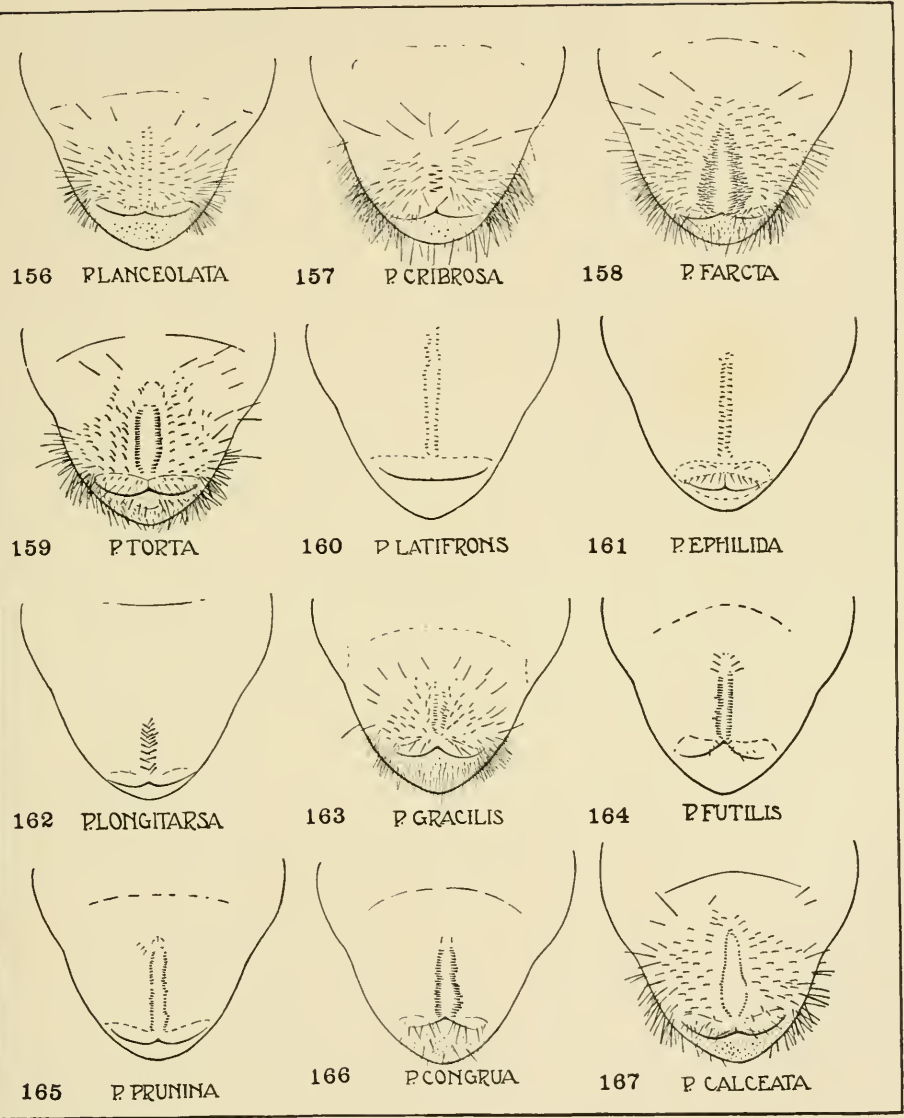 156 P. LANCEOLATA
157 P. CRIBROSA
158 P. FARCTA
159 P. TORTA
160 P LATIFRONS
161 P. EPHILIDA
162 P. LONGITARSA
163 P. GRACILIS
164 P. FUTILIS
165 P. PRUNINA
166 P. CONGRUA
167 P. CALCEATA